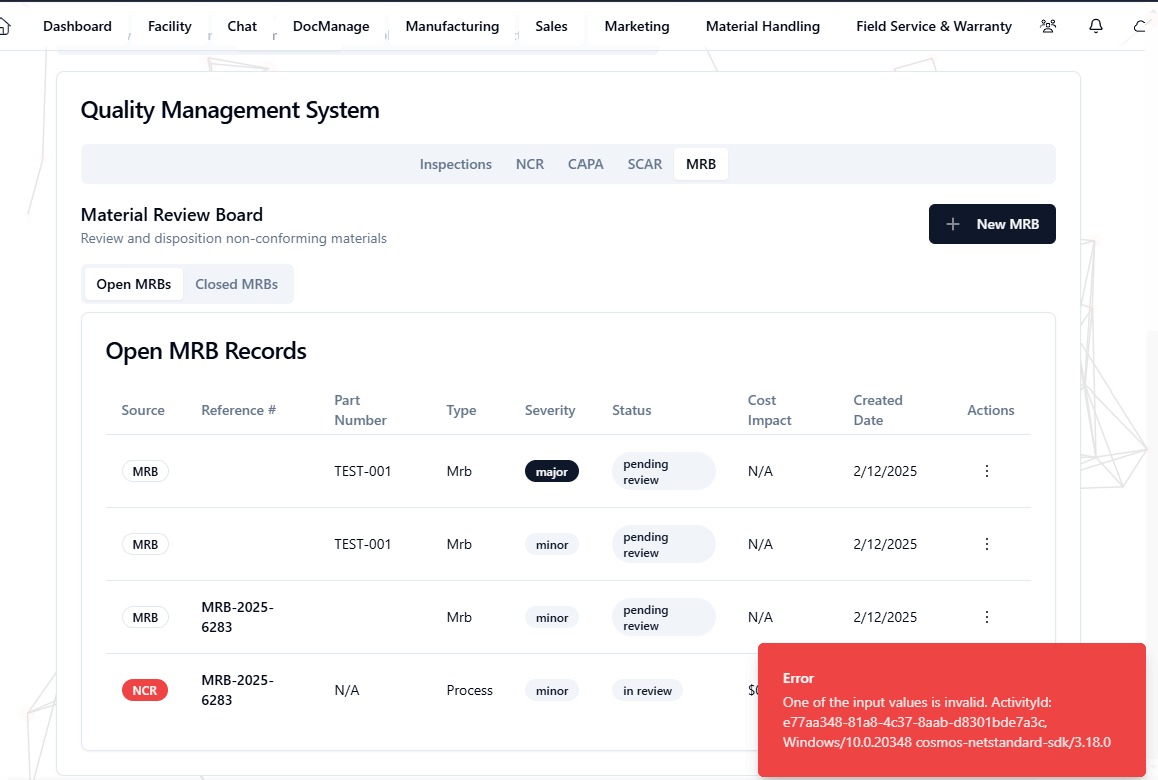 Dashboard Facility Chat DocManage Manufacturing Sales Marketing Material Handling Field Service & Warranty
Quality Management System
Inspections NCR CAPA SCAR MRB
Material Review Board
Review and disposition non-conforming materials
+ New MRB
Open MRBs Closed MRBs
Open MRB Records
Source Reference # Part Number Type Severity Status Cost Impact Created Date Actions
MRB TEST-001 Mrb major pending review N/A 2/12/2025
MRB TEST-001 Mrb minor pending review N/A 2/12/2025
MRB MRB-2025-6283 Mrb minor pending review N/A 2/12/2025
NCR MRB-2025-6283 N/A Process minor in review
Error
One of the input values is invalid. ActivityId:
e77aa348-81a8-4c37-8aab-d8301bde7a3c,
Windows/10.0.20348 cosmos-netstandard-sdk/3.18.0